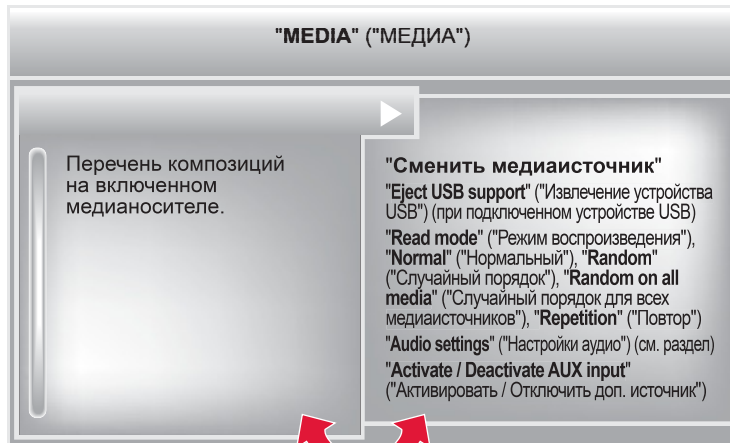 "MEDIA" ("МЕДИА")
Перечень композиций
на включенном
медианосителе.
"Сменить медиаисточник"
"Eject USB support" ("Извлечение устройства
USB") (при подключенном устройстве USB)
"Read mode" ("Режим воспроизведения"),
"Normal" ("Нормальный"), "Random"
("Случайный порядок"), "Random on all
media" ("Случайный порядок для всех
медиаисточников"), "Repetition" ("Повтор")
"Audio settings" ("Настройки аудио") (см. раздел)
"Activate / Deactivate AUX input"
("Активировать / Отключить доп. источник")